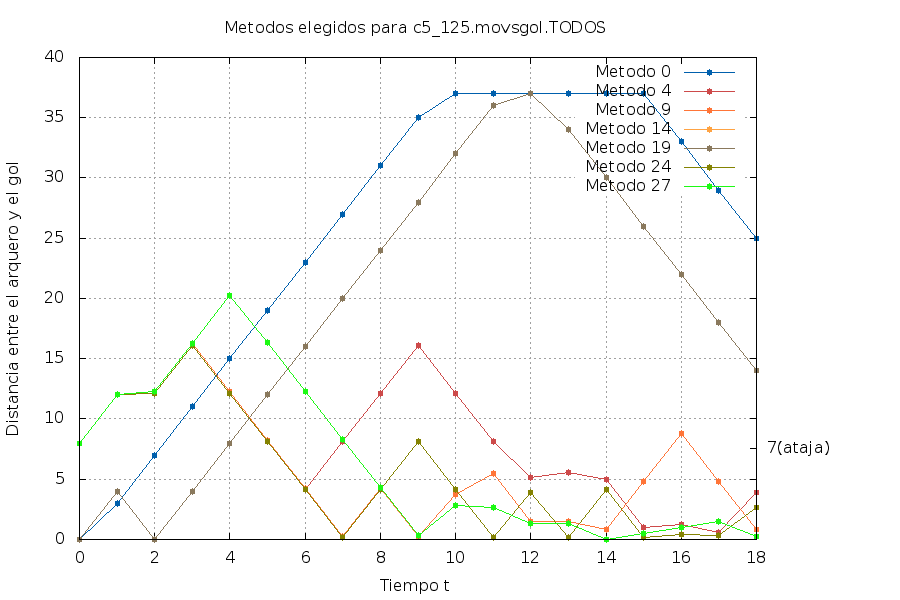 Metodos elegidos para c5_125.movsgol.TODOS
Distancia entre el arquero y el gol
40
35
30
25
20
15
10
5
0
Metodo 0
Metodo 4
Metodo 9
Metodo 14
Metodo 19
Metodo 24
Metodo 27
7(ataja)
0 2 4 6 8 10 12 14 16 18
Tiempo t